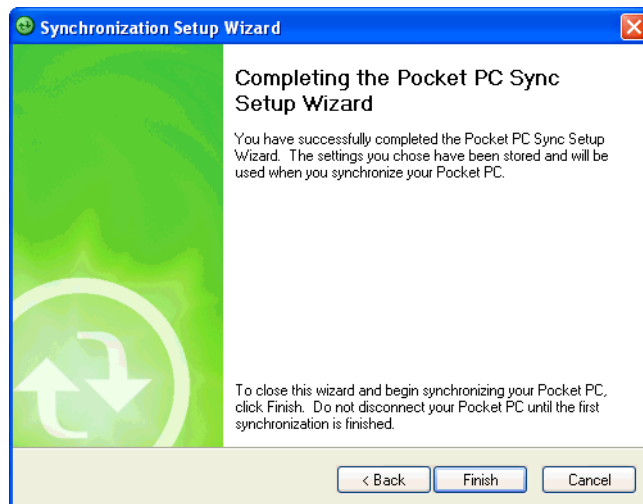 Synchronization Setup Wizard
Completing the Pocket PC Sync
Setup Wizard
You have successfully completed the Pocket PC Sync Setup
Wizard. The settings you chose have been stored and will be
used when you synchronize your Pocket PC.
To close this wizard and begin synchronizing your Pocket PC,
click Finish. Do not disconnect your Pocket PC until the first
synchronization is finished.
< Back Finish Cancel